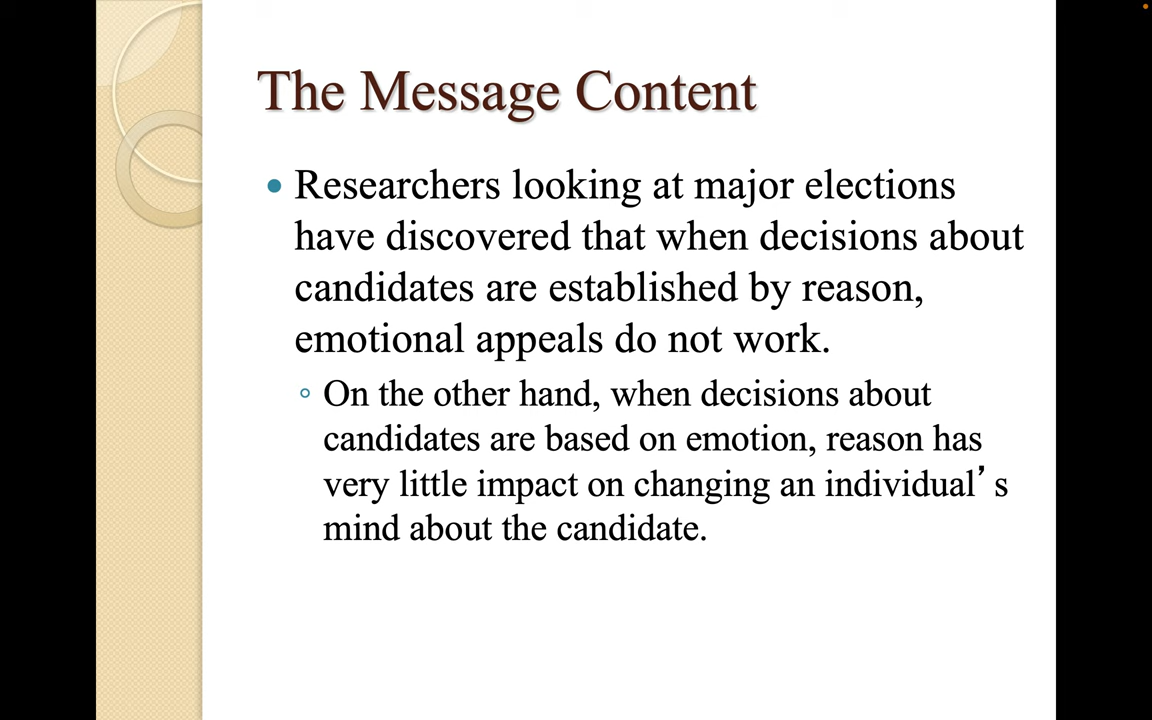 The Message Content
Researchers looking at major elections
have discovered that when decisions about
candidates are established by reason,
emotional appeals do not work.
On the other hand, when decisions about
candidates are based on emotion, reason has
very little impact on changing an individual’s
mind about the candidate.